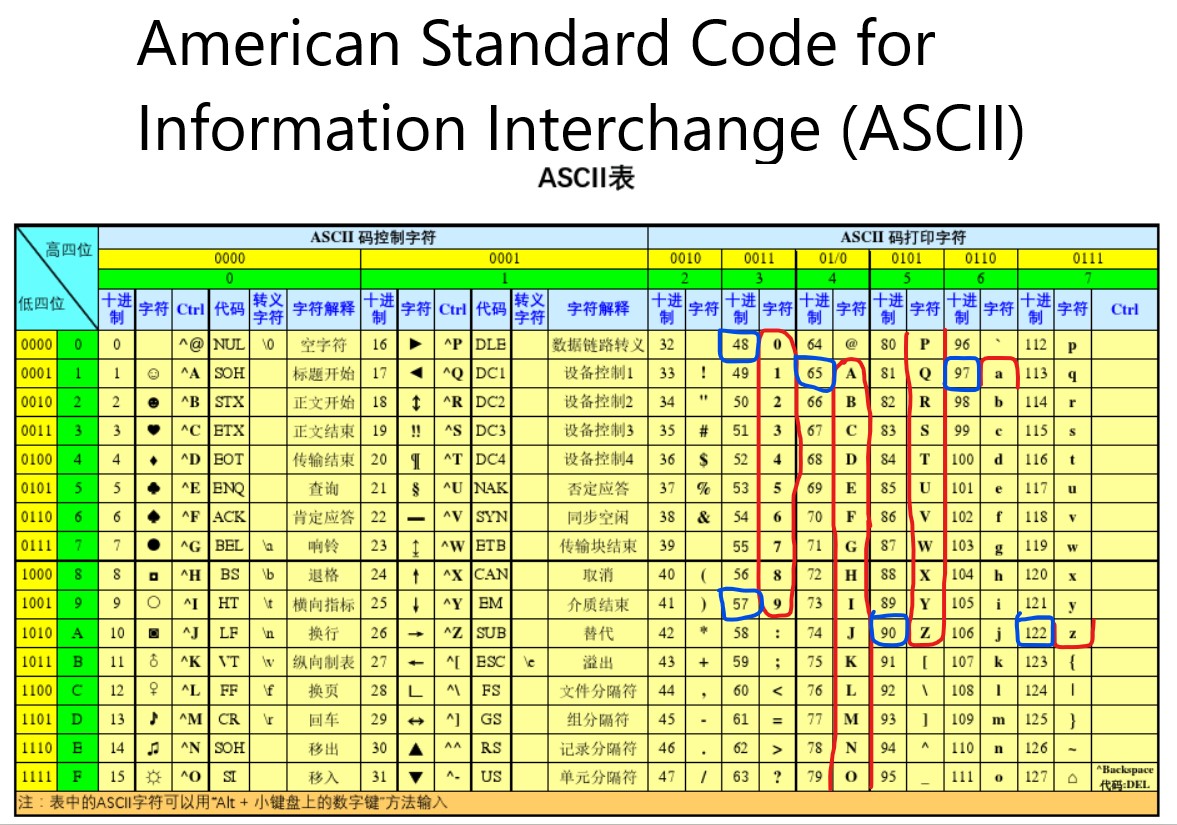 American Standard Code for
Information Interchange (ASCII)
ASCII表
高四位 ASCII 码控制字符 ASCII 码打印字符
0000 0001 0010 0011 01/0 0101 0110 0111
0 1 2 3 4 5 6 7
低四位 十进制 字符 Ctrl 代码 转义字符 字符解释 十进制 字符 Ctrl 代码 转义字符 字符解释 十进制 字符 十进制 字符 十进制 字符 十进制 字符 十进制 字符 十进制 字符 Ctrl
0000 0 0 ^@ NUL \0 空字符 16 ► ^P DLE 数据链路转义 32 48 0 64 @ 80 P 96 ` 112 p
0001 1 1 ☺ ^A SOH 标题开始 17 ◄ ^Q DC1 设备控制1 33 ! 49 1 65 A 81 Q 97 a 113 q
0010 2 2 ☻ ^B STX 正文开始 18 ↕ ^R DC2 设备控制2 34 " 50 2 66 B 82 R 98 b 114 r
0011 3 3 ♥ ^C ETX 正文结束 19 ‼ ^S DC3 设备控制3 35 # 51 3 67 C 83 S 99 c 115 s
0100 4 4 ♦ ^D EOT 传输结束 20 ¶ ^T DC4 设备控制4 36 $ 52 4 68 D 84 T 100 d 116 t
0101 5 5 ♣ ^E ENQ 查询 21 § ^U NAK 否定应答 37 % 53 5 69 E 85 U 101 e 117 u
0110 6 6 ♠ ^F ACK 肯定应答 22 ▬ ^V SYN 同步空闲 38 & 54 6 70 F 86 V 102 f 118 v
0111 7 7 ● ^G BEL \a 响铃 23 ↨ ^W ETB 传输块结束 39 55 7 71 G 87 W 103 g 119 w
1000 8 8 ◘ ^H BS \b 退格 24 ↑ ^X CAN 取消 40 ( 56 8 72 H 88 X 104 h 120 x
1001 9 9 ○ ^I HT \t 横向指标 25 ↓ ^Y EM 介质结束 41 ) 57 9 73 I 89 Y 105 i 121 y
1010 A 10 ◙ ^J LF \n 换行 26 → ^Z SUB 替代 42 * 58 : 74 J 90 Z 106 j 122 z
1011 B 11 ♂ ^K VT \v 纵向制表 27 ← ^[ ESC \e 溢出 43 + 59 ; 75 K 91 [ 107 k 123 {
1100 C 12 ♀ ^L FF \f 换页 28 ∟ ^\ FS 文件分隔符 44 , 60 < 76 L 92 \ 108 l 124 |
1101 D 13 ♪ ^M CR \r 回车 29 ↔ ^] GS 组分隔符 45 - 61 = 77 M 93 ] 109 m 125 }
1110 E 14 ♫ ^N SOH 移出 30 ▲ ^^ RS 记录分隔符 46 . 62 > 78 N 94 ^ 110 n 126 ~
1111 F 15 ☼ ^O SI 移入 31 ▼ ^- US 单元分隔符 47 / 63 ? 79 O 95 _ 111 o 127 ⌂ ^Backspace 代码:DEL
注：表中的ASCII字符可以用"Alt + 小键盘上的数字键"方法输入